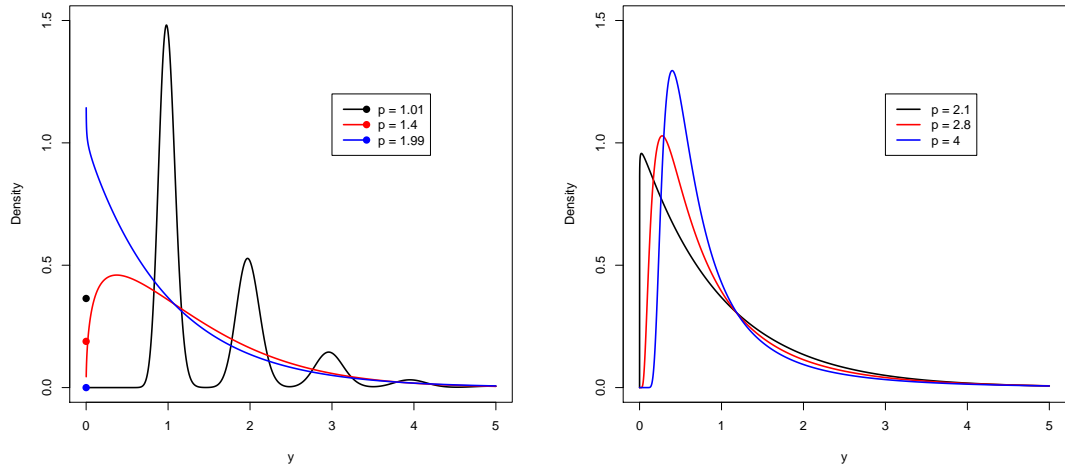 Density
1.5
1.0
0.5
0.0
p = 1.01
p = 1.4
p = 1.99
0 1 2 3 4 5
y
Density
1.5
1.0
0.5
0.0
p = 2.1
p = 2.8
p = 4
0 1 2 3 4 5
y